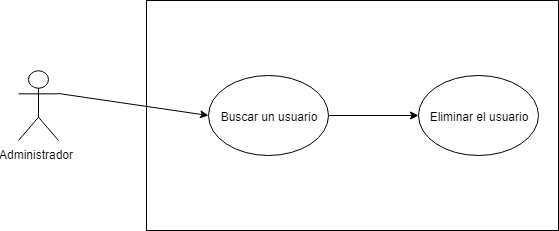 Buscar un usuario
Eliminar el usuario
Administrador